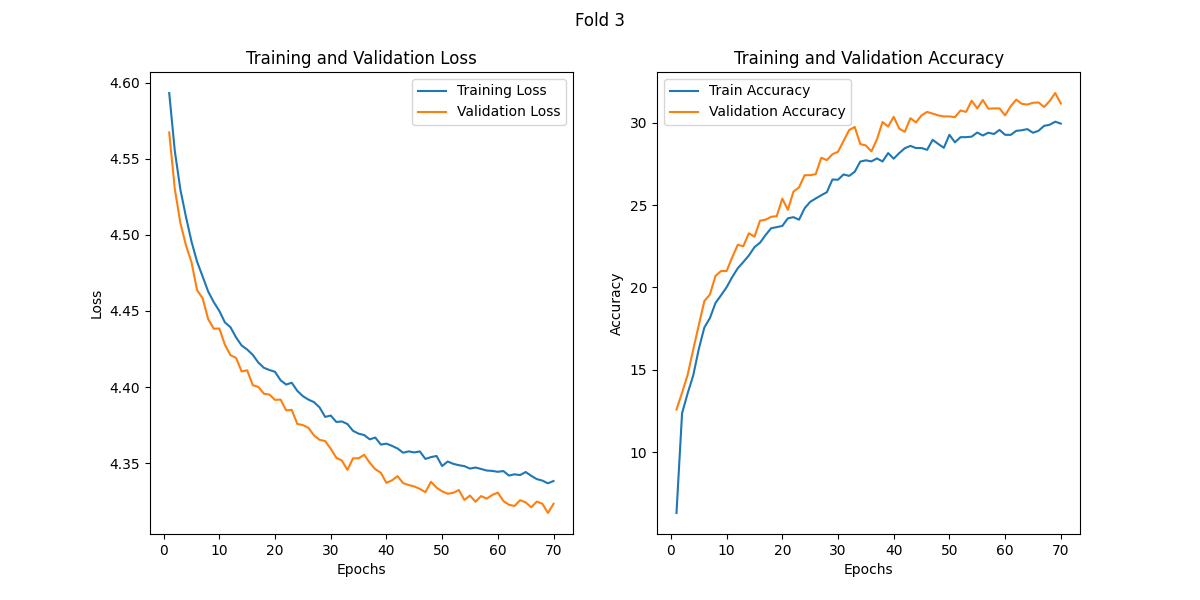 Fold 3
Training and Validation Loss
Training Loss
Validation Loss
4.60
4.55
4.50
4.45
4.40
4.35
Loss
0 10 20 30 40 50 60 70
Epochs
Training and Validation Accuracy
Train Accuracy
Validation Accuracy
30
25
20
15
10
Accuracy
0 10 20 30 40 50 60 70
Epochs